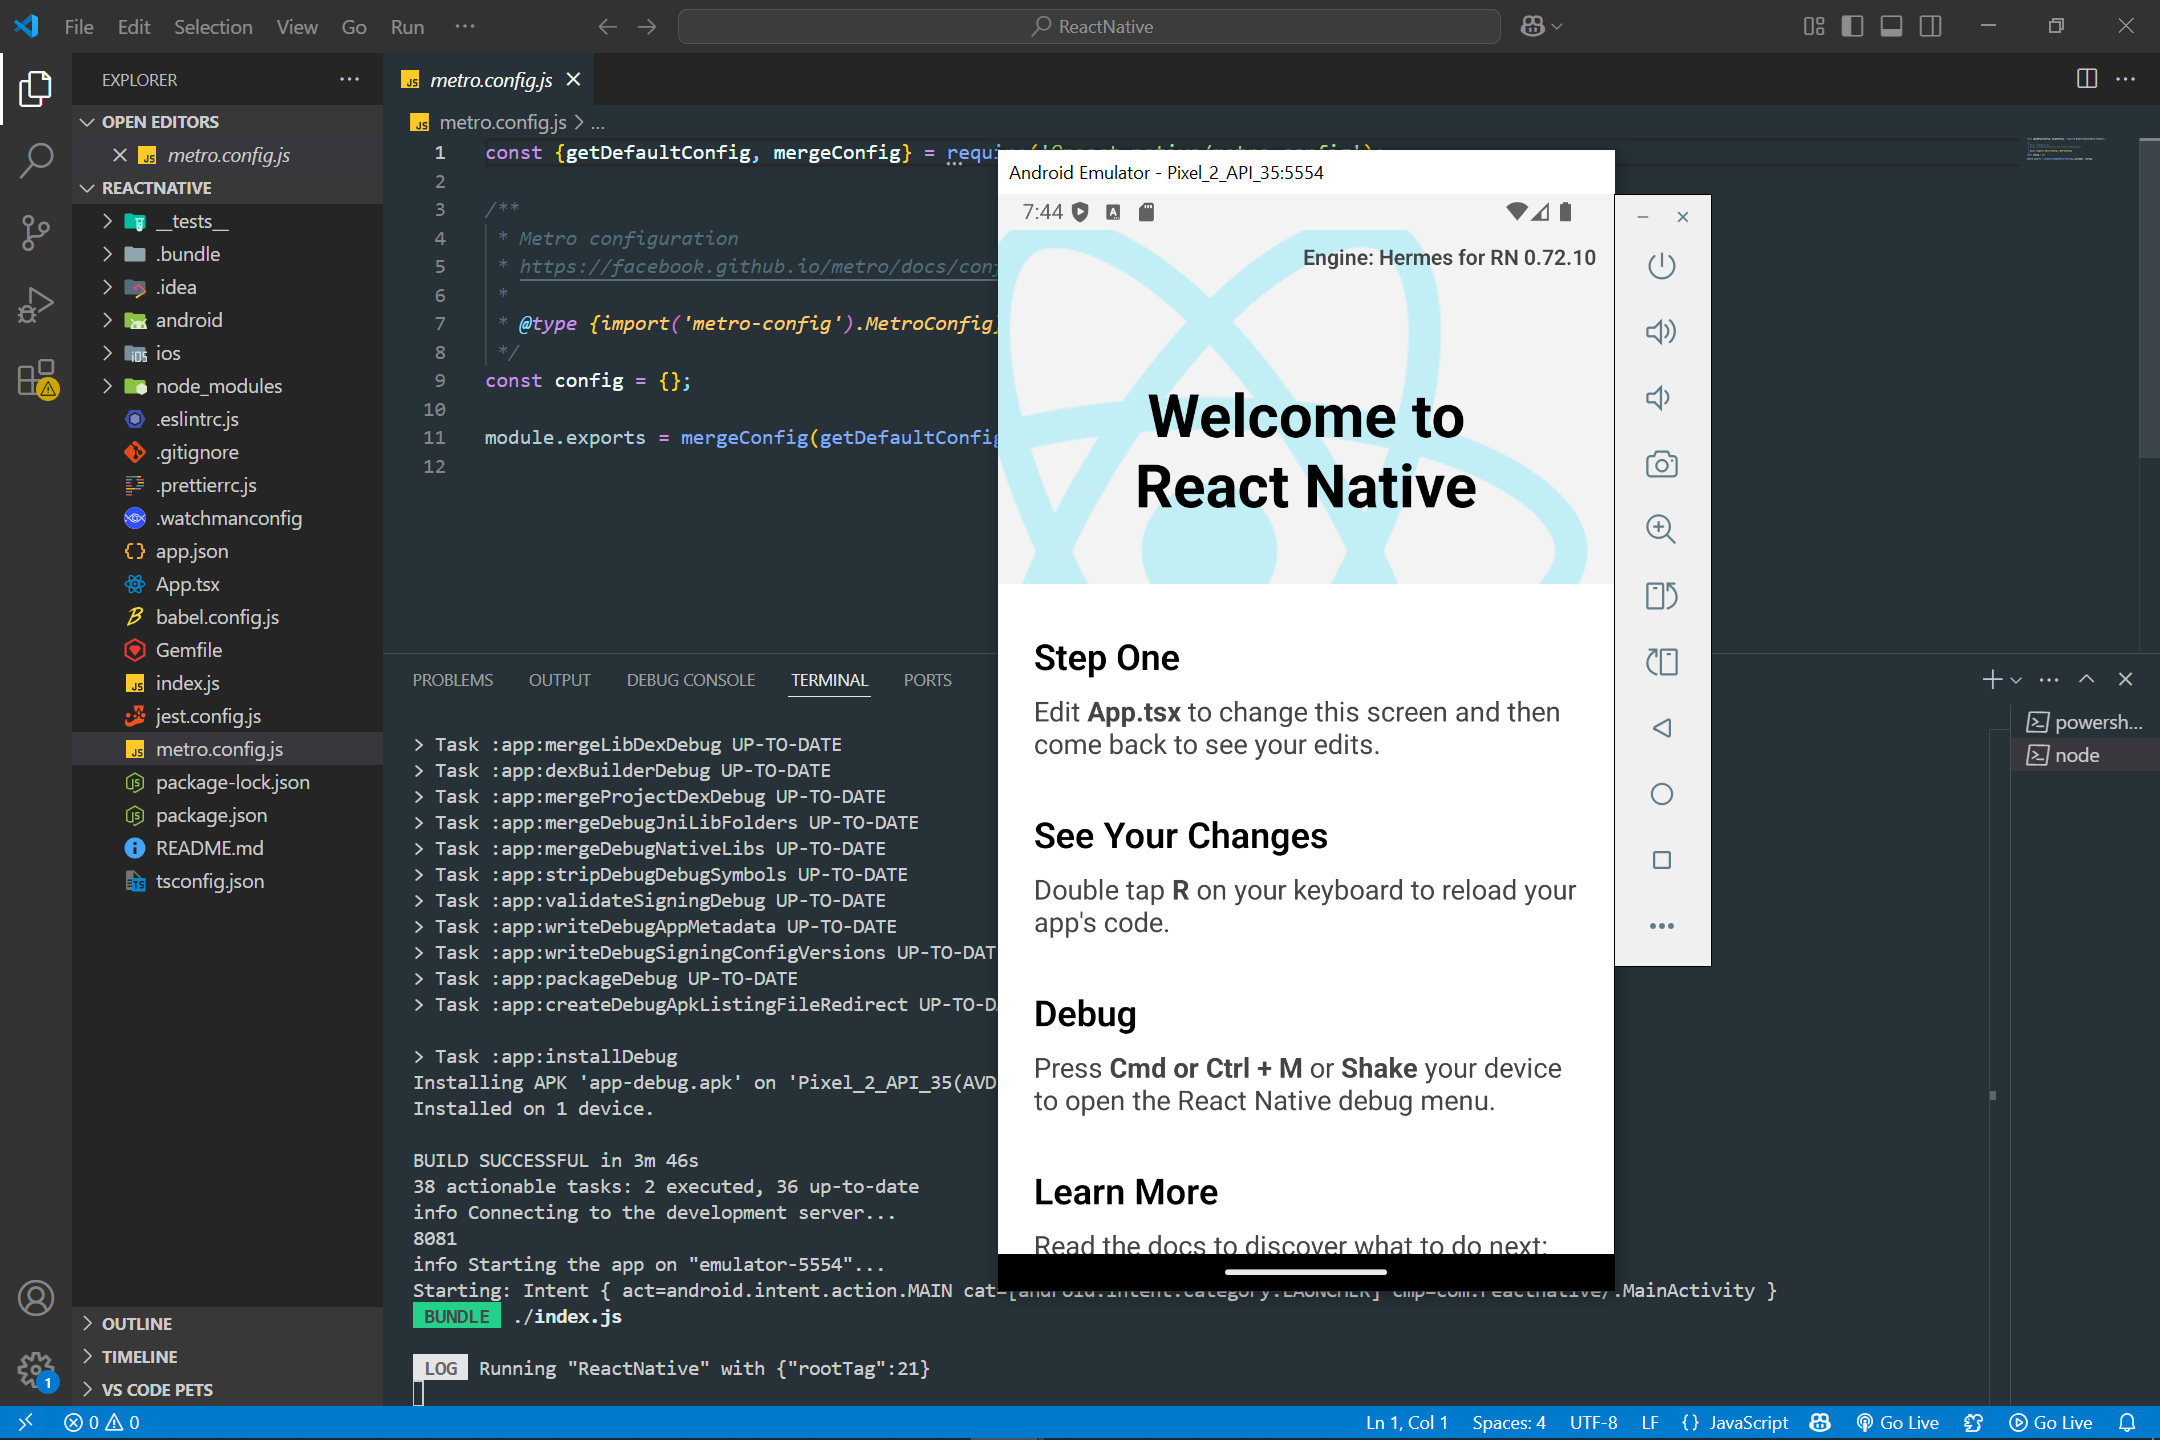 File Edit Selection View Go Run ...
ReactNative
EXPLORER
OPEN EDITORS
metro.config.js
REACTNATIVE
__tests__
.bundle
.idea
android
ios
node_modules
.eslintrc.js
.gitignore
.prettierrc.js
.watchmanconfig
app.json
App.tsx
babel.config.js
Gemfile
index.js
jest.config.js
metro.config.js
package-lock.json
package.json
README.md
tsconfig.json
OUTLINE
TIMELINE
VS CODE PETS
metro.config.js
metro.config.js > ...
1 const {getDefaultConfig, mergeConfig} = require('@react-native/metro-config');
2
3 /**
4 * Metro configuration
5 * https://facebook.github.io/metro/docs/conf
6 *
7 * @type {import('metro-config').MetroConfig}
8 */
9 const config = {};
10
11 module.exports = mergeConfig(getDefaultConfig
12
PROBLEMS OUTPUT DEBUG CONSOLE TERMINAL PORTS
> Task :app:mergeLibDexDebug UP-TO-DATE
> Task :app:dexBuilderDebug UP-TO-DATE
> Task :app:mergeProjectDexDebug UP-TO-DATE
> Task :app:mergeDebugJniLibFolders UP-TO-DATE
> Task :app:mergeDebugNativeLibs UP-TO-DATE
> Task :app:stripDebugDebugSymbols UP-TO-DATE
> Task :app:validateSigningDebug UP-TO-DATE
> Task :app:writeDebugAppMetadata UP-TO-DATE
> Task :app:writeDebugSigningConfigVersions UP-TO-DAT
> Task :app:packageDebug UP-TO-DATE
> Task :app:createDebugApkListingFileRedirect UP-TO-DA
> Task :app:installDebug
Installing APK 'app-debug.apk' on 'Pixel_2_API_35(AVD
Installed on 1 device.
BUILD SUCCESSFUL in 3m 46s
38 actionable tasks: 2 executed, 36 up-to-date
info Connecting to the development server...
8081
info Starting the app on "emulator-5554"...
Starting: Intent { act=android.intent.action.MAIN cat=[android.intent.category.LAUNCHER] cmp=com.reactnative/.MainActivity }
BUNDLE ./index.js
LOG Running "ReactNative" with {"rootTag":21}
powersh...
node
Android Emulator - Pixel_2_API_35:5554
7:44
Engine: Hermes for RN 0.72.10
Welcome to
React Native
Step One
Edit App.tsx to change this screen and then
come back to see your edits.
See Your Changes
Double tap R on your keyboard to reload your
app's code.
Debug
Press Cmd or Ctrl + M or Shake your device
to open the React Native debug menu.
Learn More
Read the docs to discover what to do next:
1
0 0
Ln 1, Col 1 Spaces: 4 UTF-8 LF {} JavaScript Go Live Go Live